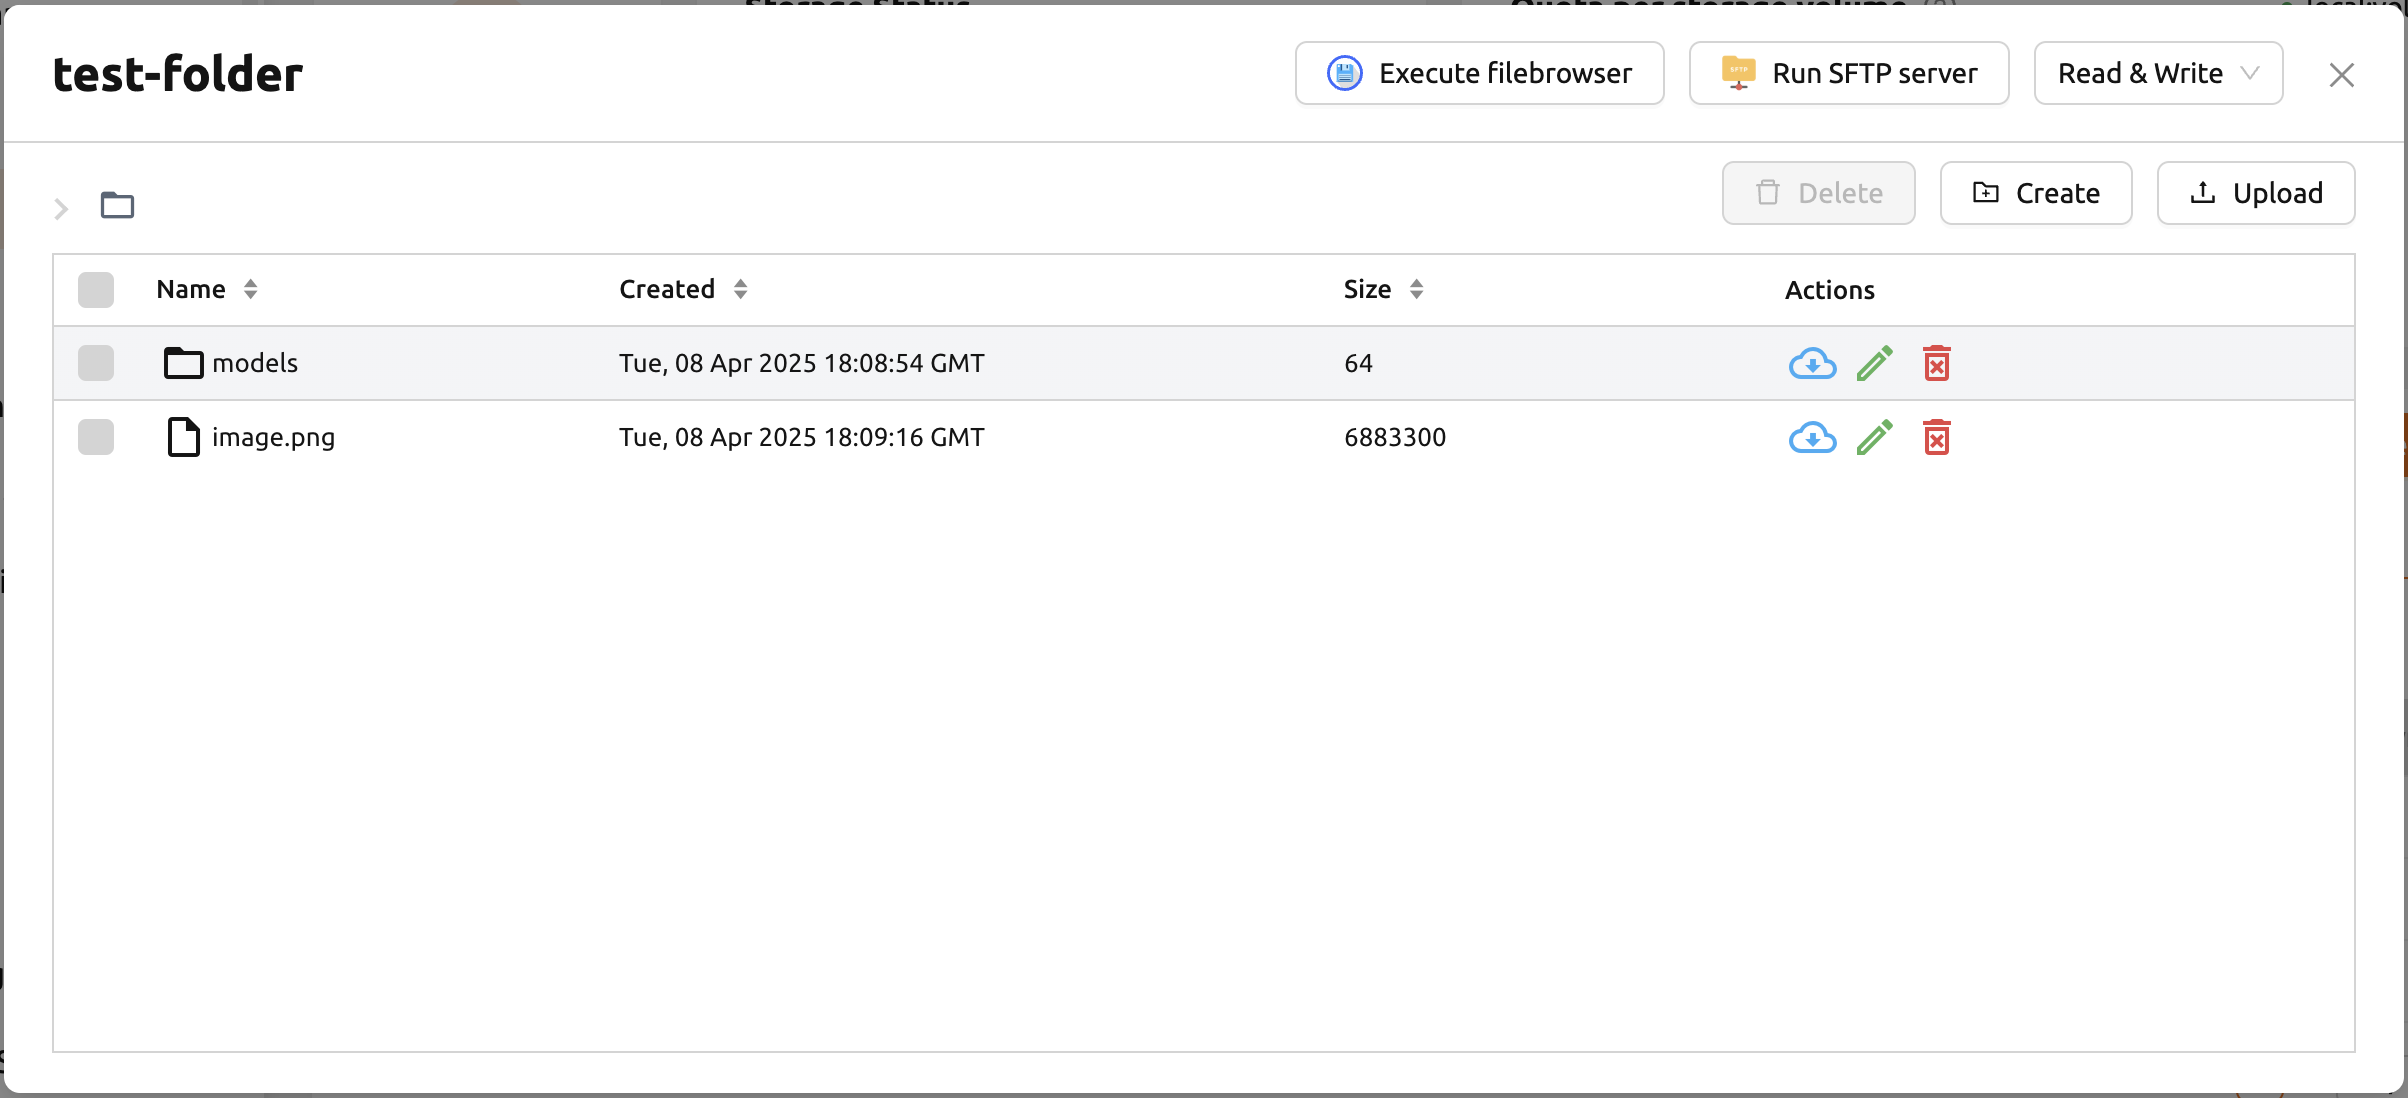 test-folder
Execute filebrowser
SFTP
Run SFTP server
Read & Write
Delete
Create
Upload
Name
Created
Size
Actions
models
Tue, 08 Apr 2025 18:08:54 GMT
64
image.png
Tue, 08 Apr 2025 18:09:16 GMT
6883300